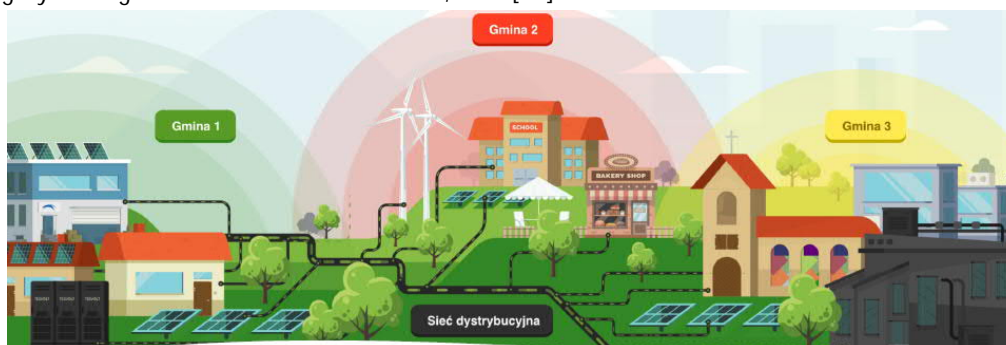 Gmina 2
Gmina 1
Gmina 3
SCHOOL
BAKERY SHOP
Sieć dystrybucyjna